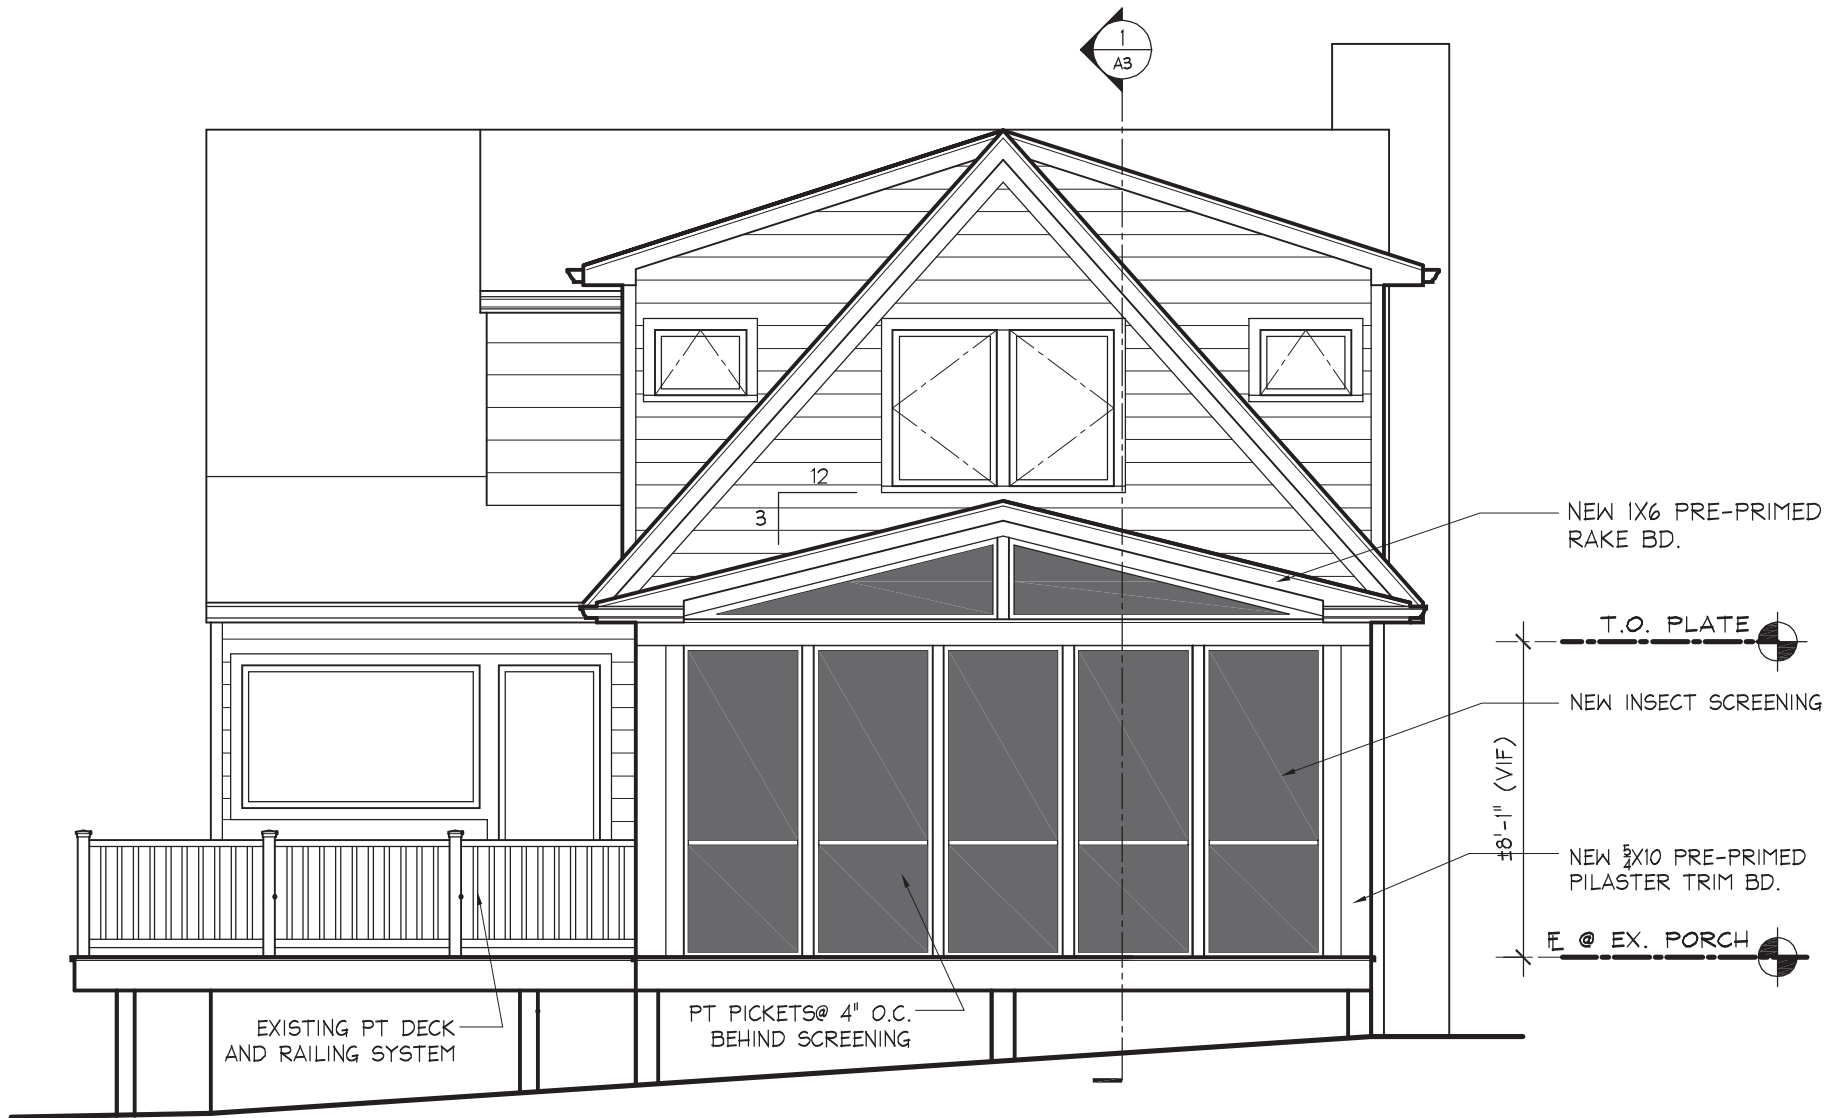 1
A3
12
3
NEW 1X6 PRE-PRIMED
RAKE BD.
T.O. PLATE
NEW INSECT SCREENING
±8'-1" (VIF)
NEW 5/4X10 PRE-PRIMED
PILASTER TRIM BD.
FL @ EX. PORCH
PT PICKETS@ 4" O.C.
BEHIND SCREENING
EXISTING PT DECK
AND RAILING SYSTEM